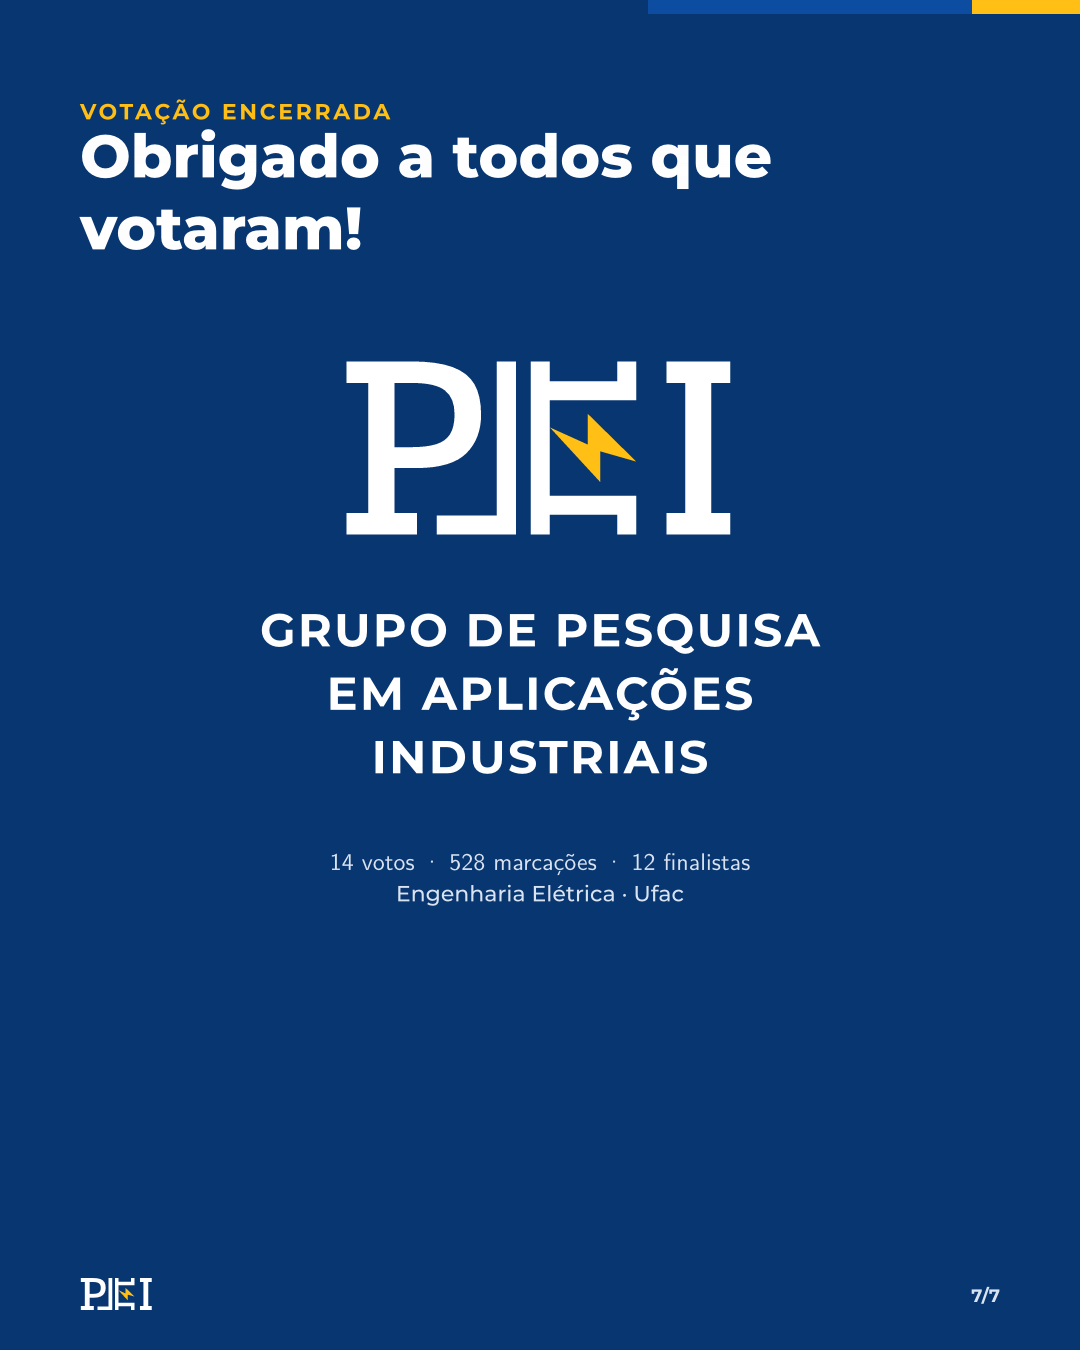 VOTAÇÃO ENCERRADA
Obrigado a todos que
votaram!
PEI
GRUPO DE PESQUISA
EM APLICAÇÕES
INDUSTRIAIS
14 votos · 528 marcações · 12 finalistas
Engenharia Elétrica · Ufac
PEI
7/7